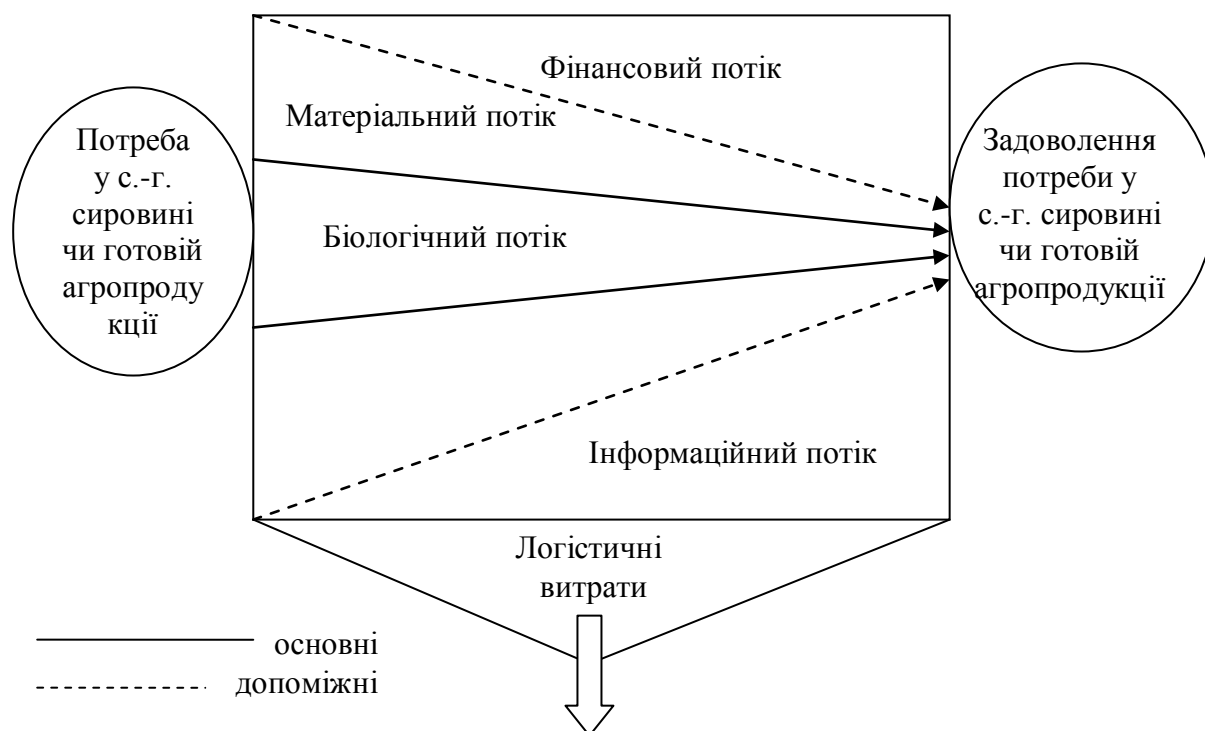 Фінансовий потік
Матеріальний потік
Потреба
у с.-г.
сировині
чи готовій
агропроду
кції
Біологічний потік
Задоволення
потреби у
с.-г. сировині
чи готовій
агропродукції
Інформаційний потік
Логістичні
витрати
основні
допоміжні